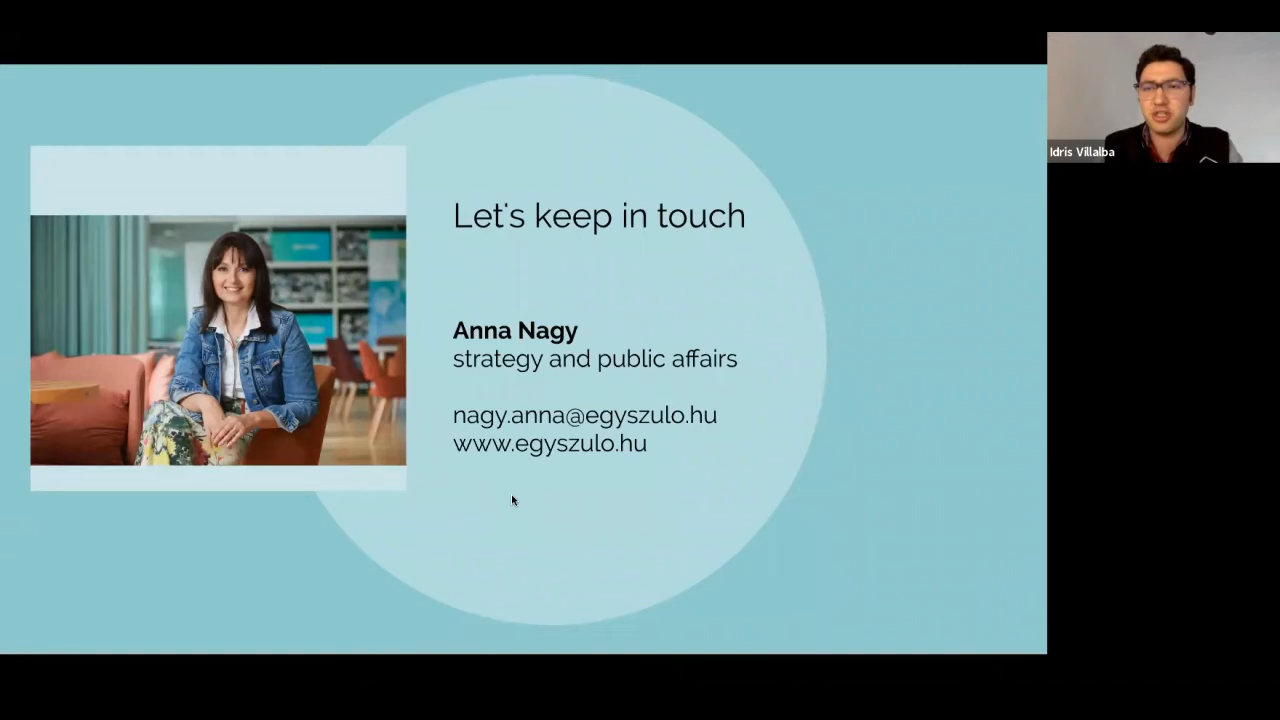 Let's keep in touch
Anna Nagy
strategy and public affairs
nagy.anna@egyszulo.hu
www.egyszulo.hu
Idris Villalba